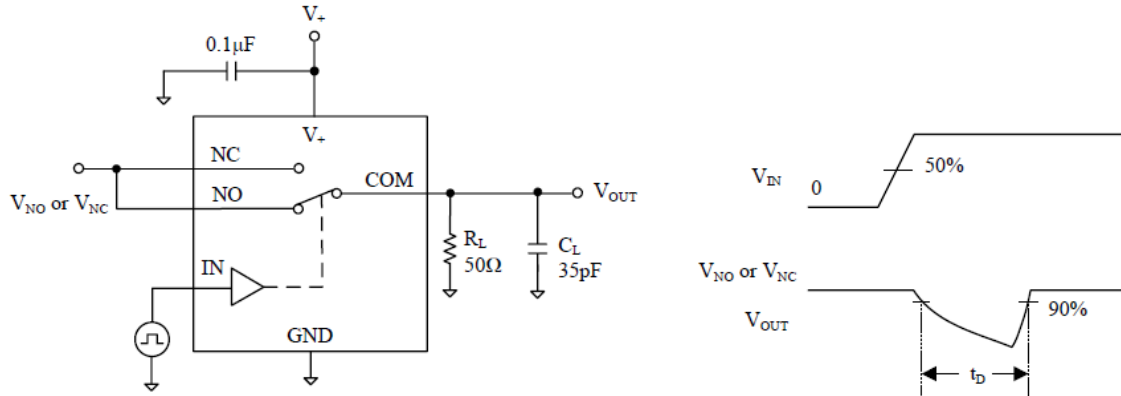 V+
0.1μF
V+
NC
NO
COM
VNO or VNC
VOUT
RL
50Ω
CL
35pF
IN
GND
VIN
0
50%
VNO or VNC
VOUT
90%
tD